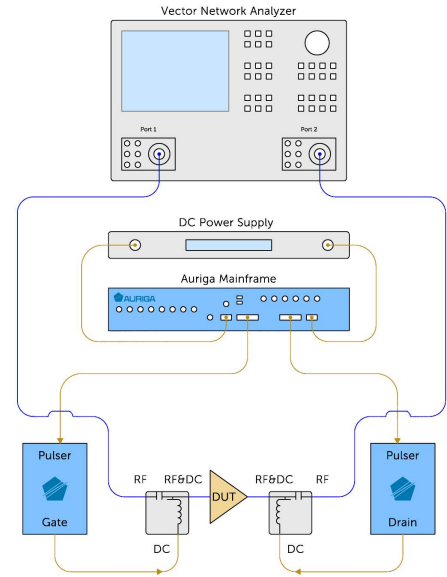 Vector Network Analyzer
Port 1
Port 2
DC Power Supply
Auriga Mainframe
AURIGA
Pulser
Gate
RF
RF&DC
DUT
RF&DC
RF
Pulser
Drain
DC
DC